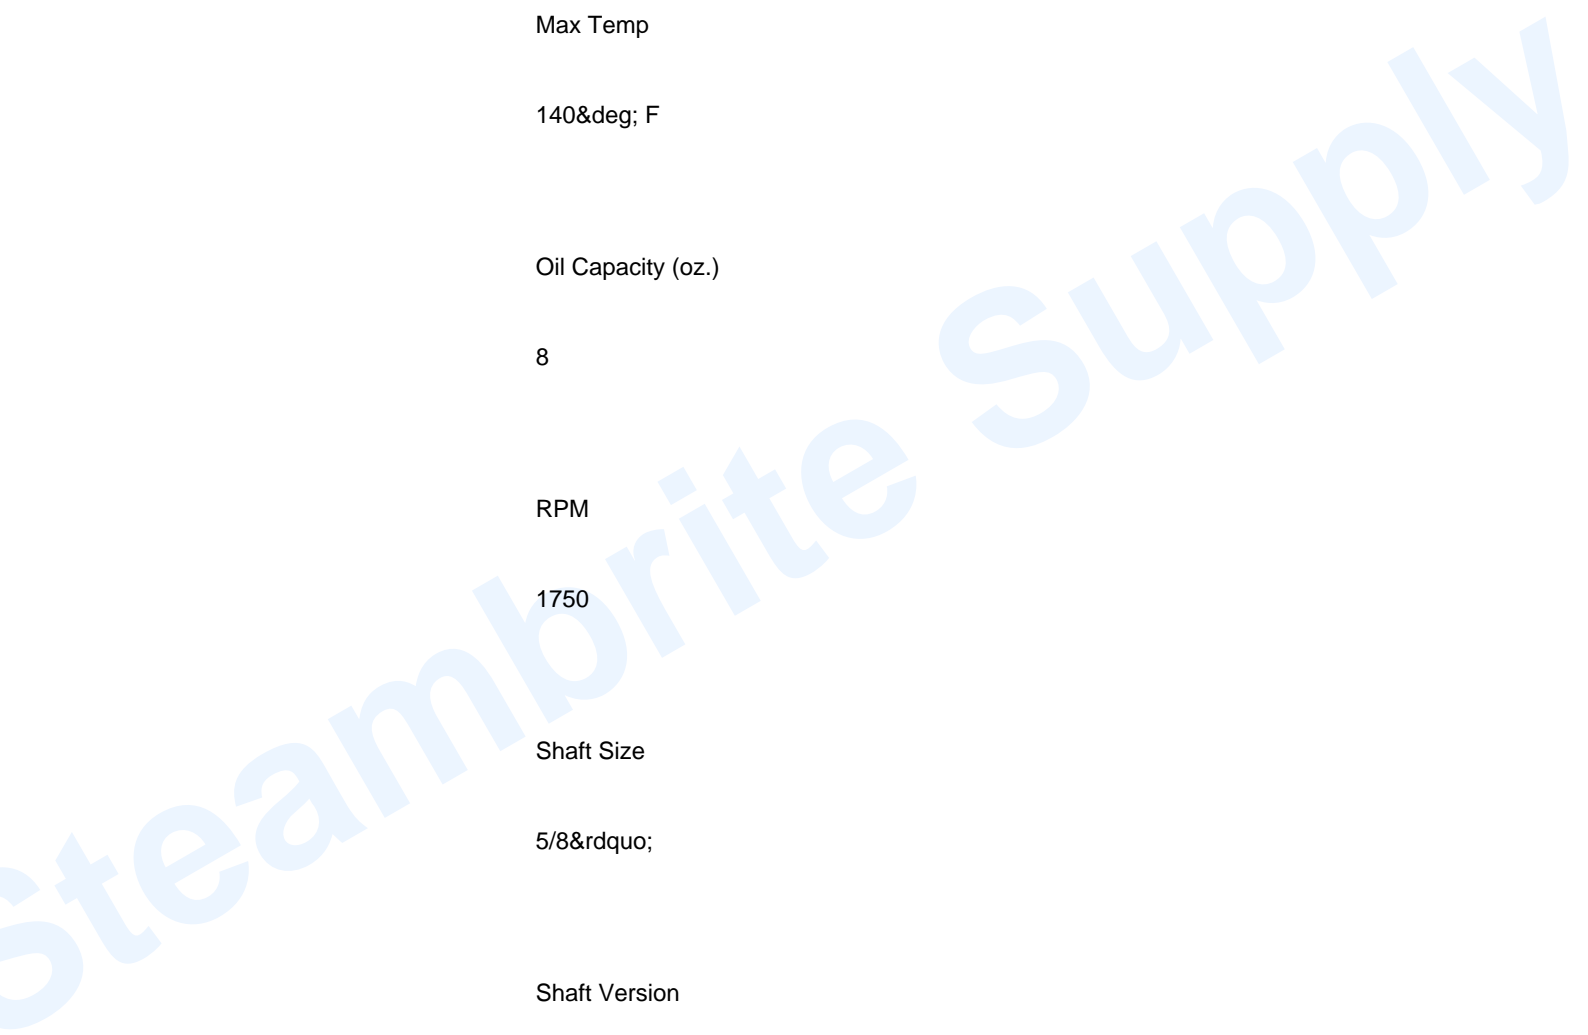 Max Temp
140&deg; F
Oil Capacity (oz.)
8
RPM
1750
Shaft Size
5/8&rdquo;
Shaft Version
Steambrite Supply